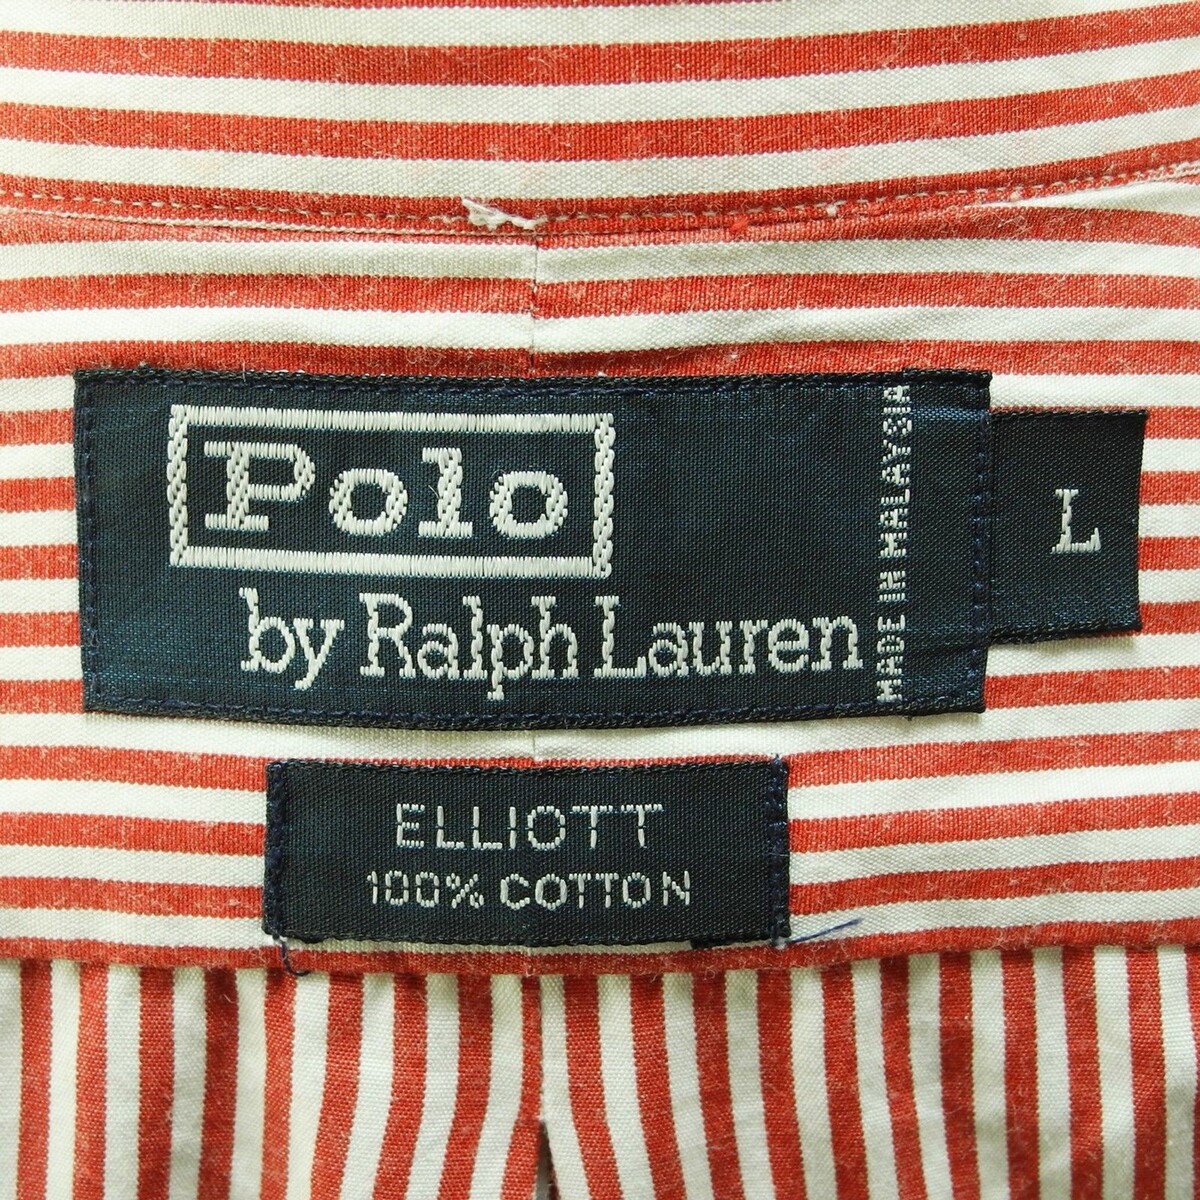 Polo
by Ralph Lauren
MADE IN MALAYSIA
L
ELLIOTT
100% COTTON